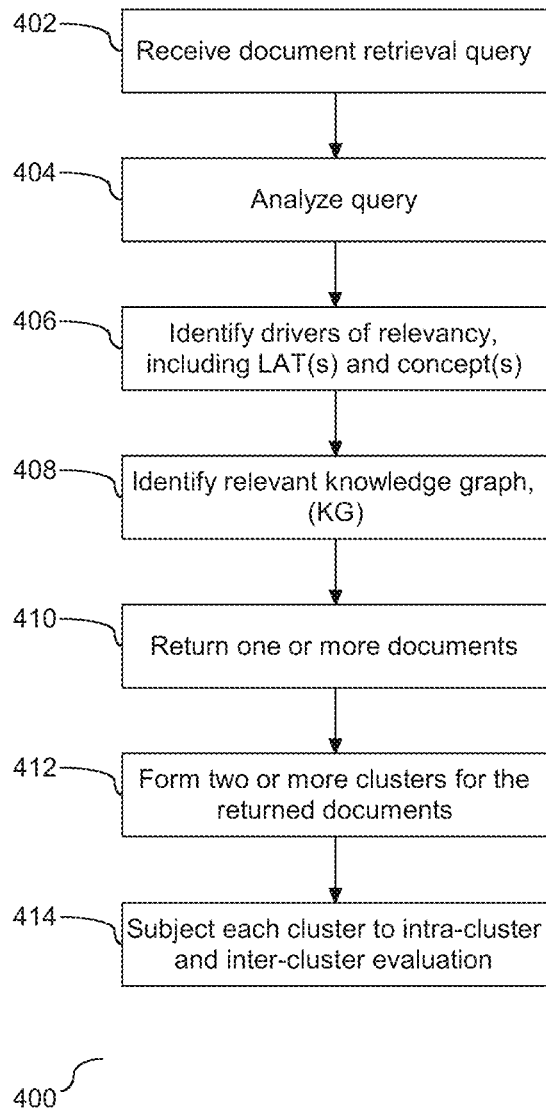 402
Receive document retrieval query
404
Analyze query
406
Identify drivers of relevancy,
including LAT(s) and concept(s)
408
Identify relevant knowledge graph,
(KG)
410
Return one or more documents
412
Form two or more clusters for the
returned documents
414
Subject each cluster to intra-cluster
and inter-cluster evaluation
400